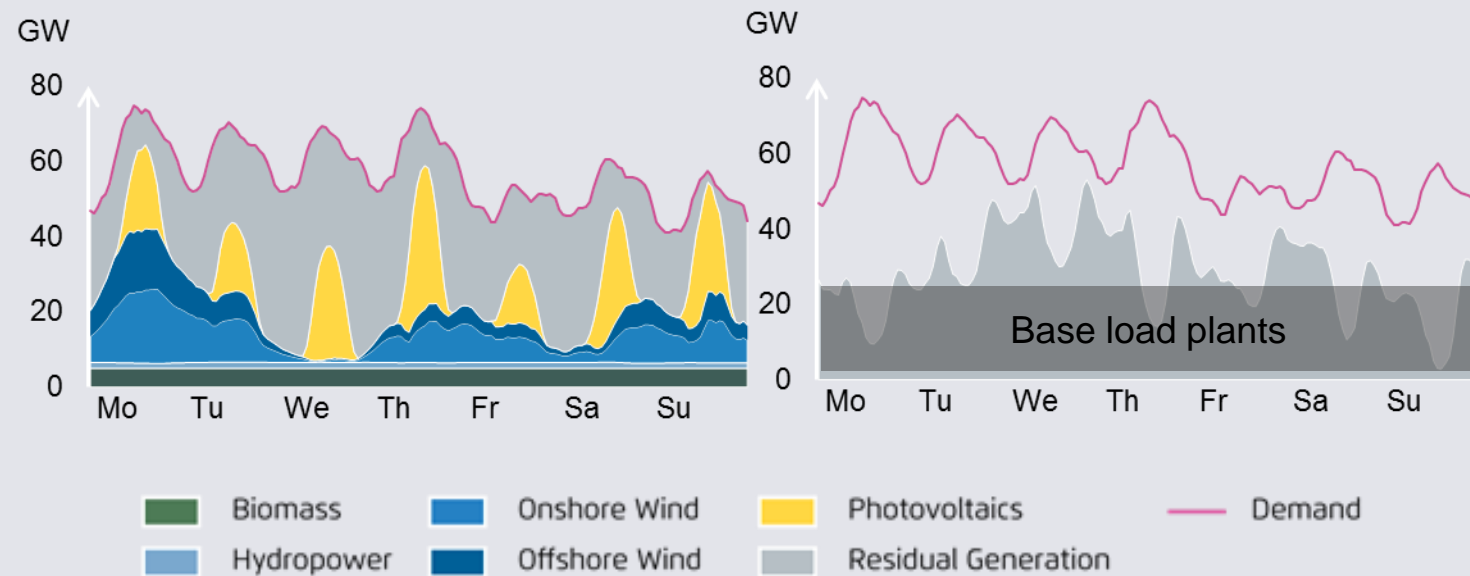 GW
80
60
40
20
0
Mo Tu We Th Fr Sa Su
GW
80
60
40
20
0
Base load plants
Mo Tu We Th Fr Sa Su
Biomass Onshore Wind Photovoltaics Demand
Hydropower Offshore Wind Residual Generation